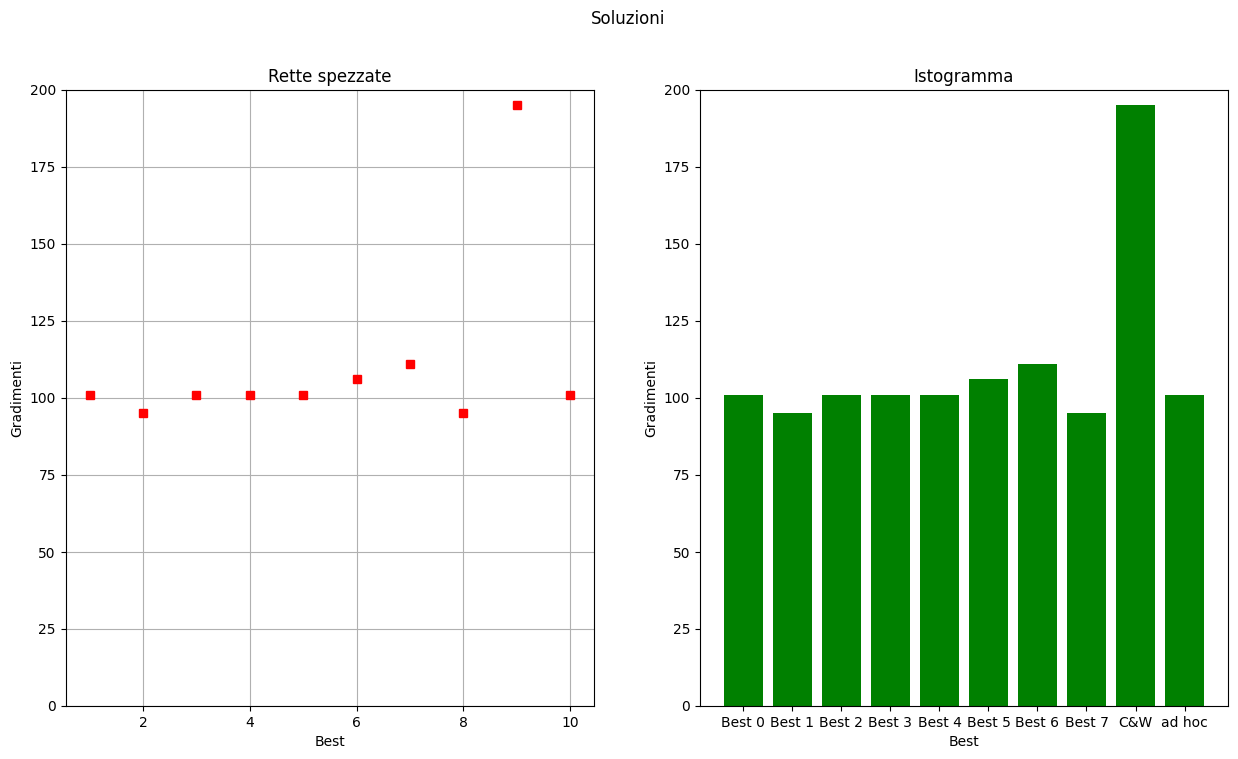 Soluzioni
Rette spezzate
200
175
150
125
100
75
50
25
0
Gradimenti
2 4 6 8 10
Best
Istogramma
200
175
150
125
100
75
50
25
0
Gradimenti
Best 0 Best 1 Best 2 Best 3 Best 4 Best 5 Best 6 Best 7 C&W ad hoc
Best